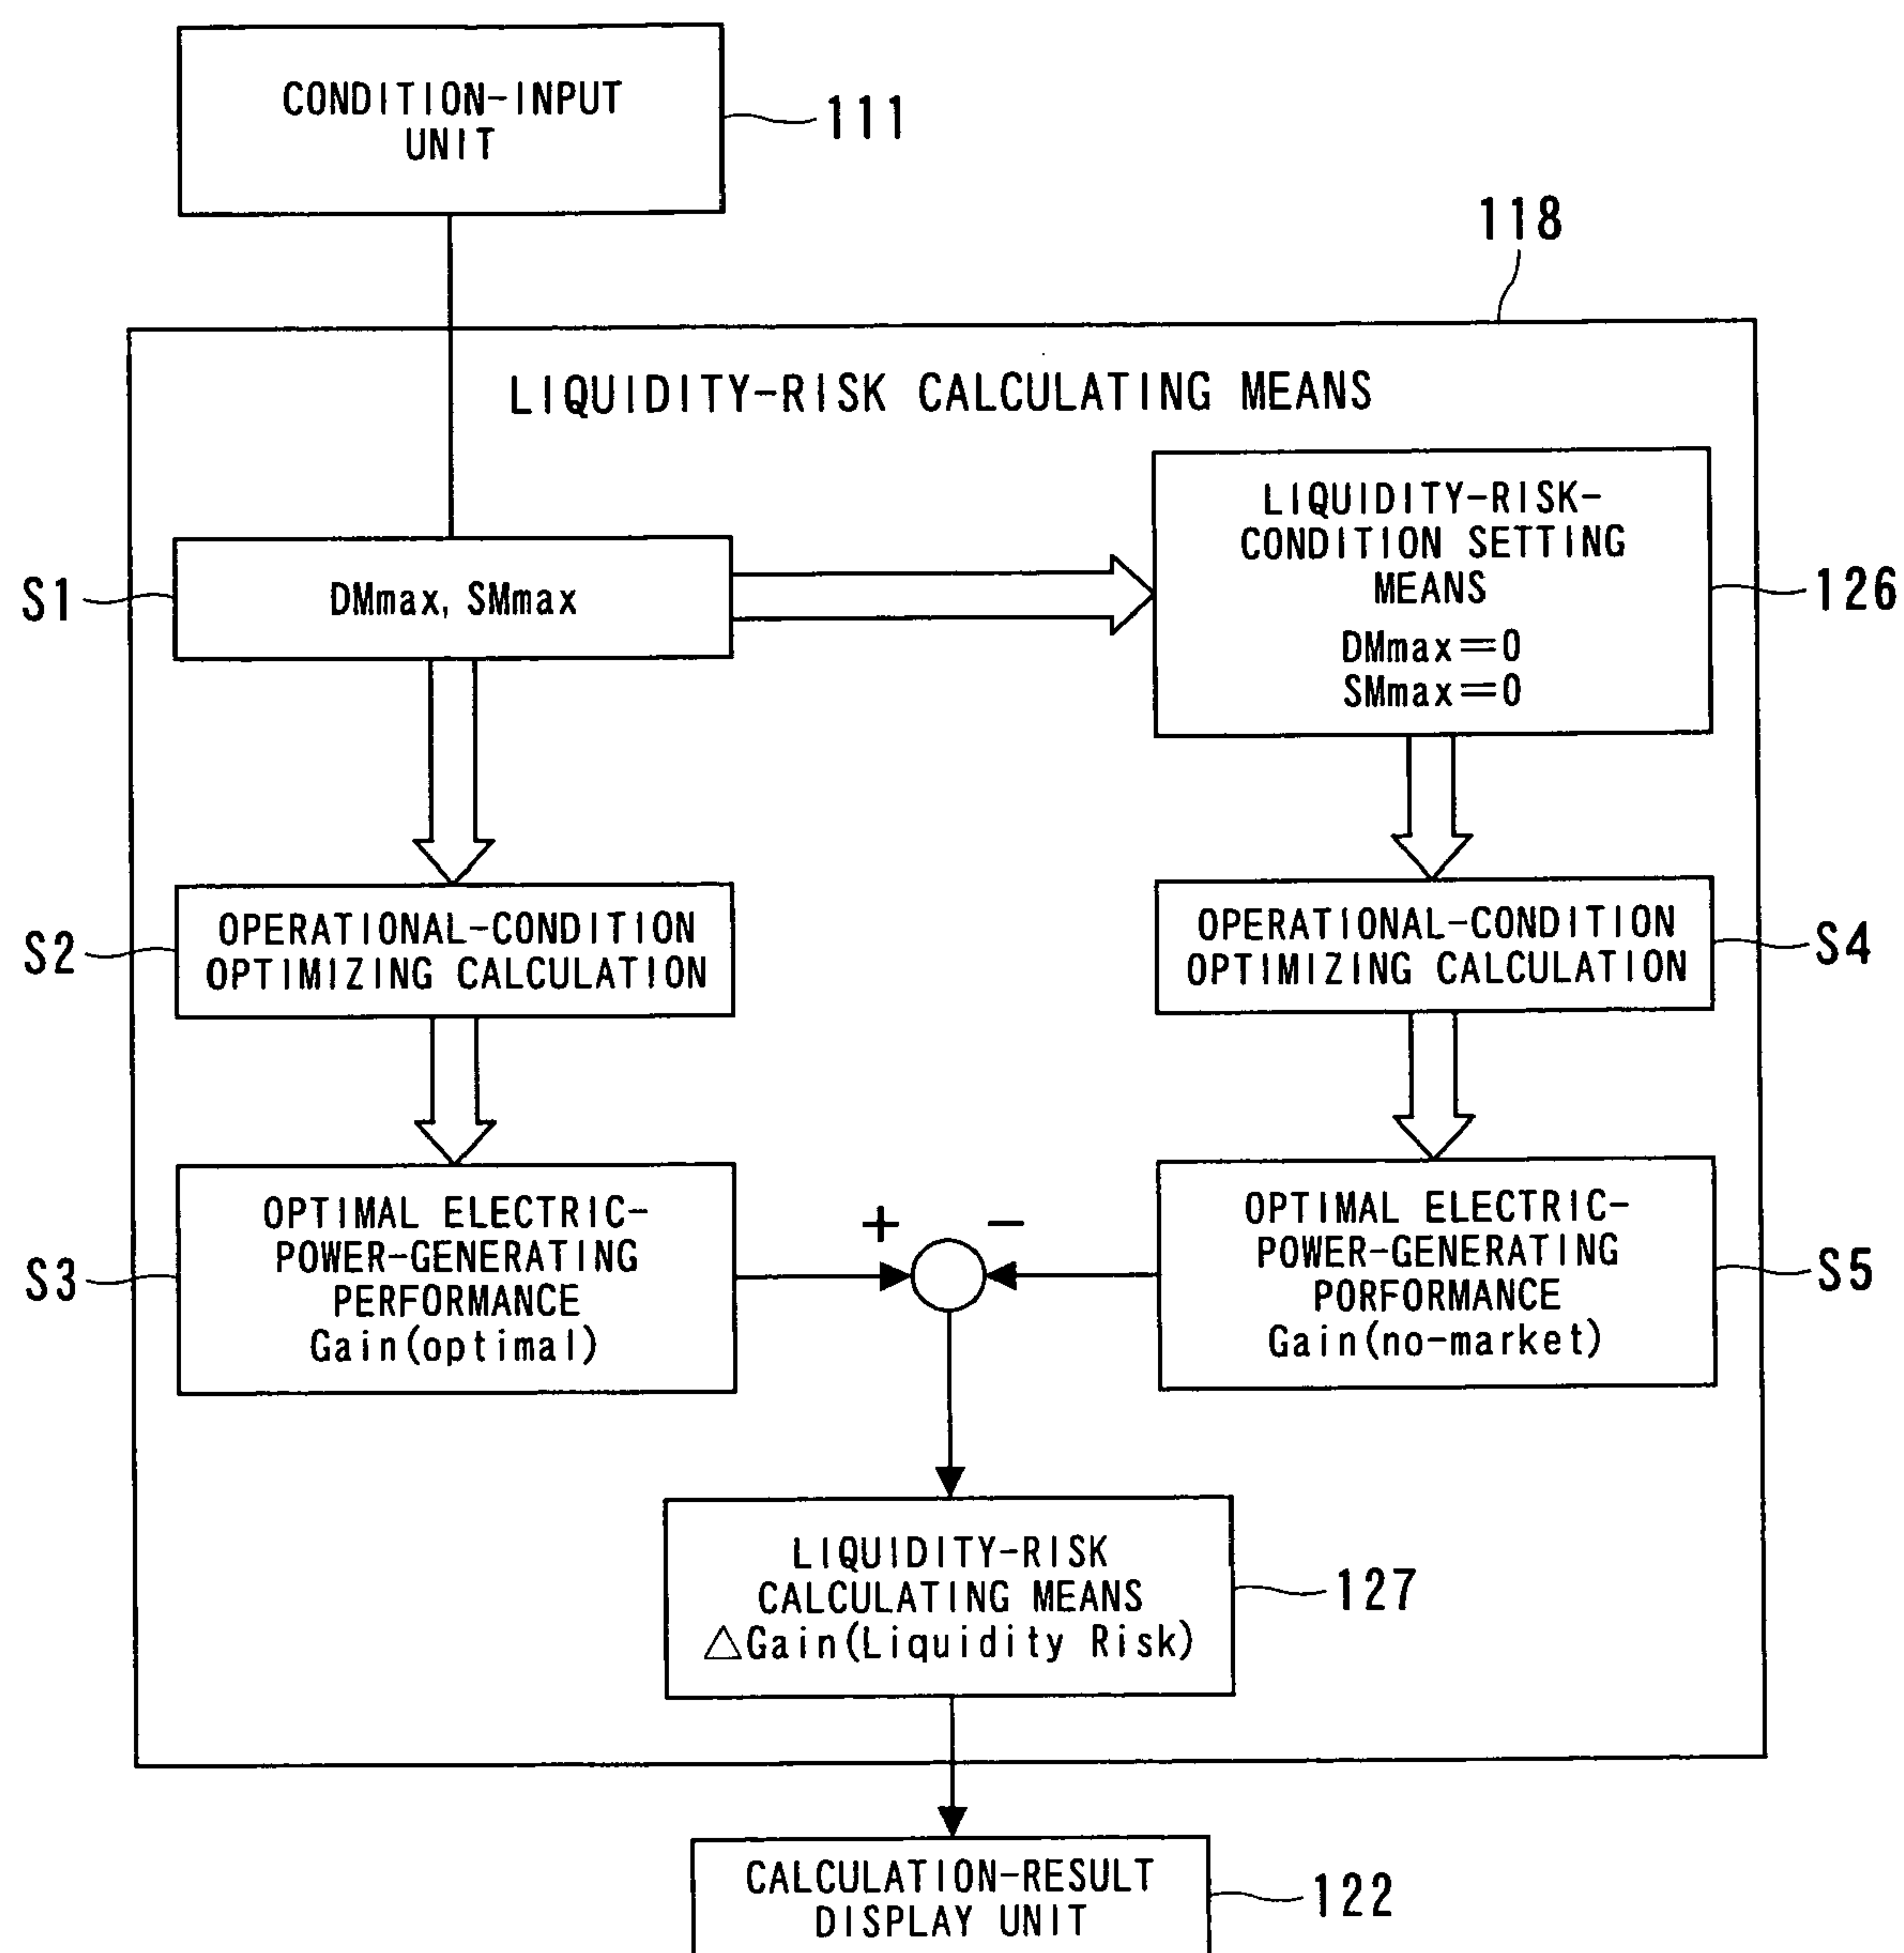 CONDITION-INPUT
UNIT
111
118
LIQUIDITY-RISK CALCULATING MEANS
S1
DMmax, SMmax
LIQUIDITY-RISK-
CONDITION SETTING
MEANS
DMmax=0
SMmax=0
126
S2
OPERATIONAL-CONDITION
OPTIMIZING CALCULATION
OPERATIONAL-CONDITION
OPTIMIZING CALCULATION
S4
S3
OPTIMAL ELECTRIC-
POWER-GENERATING
PERFORMANCE
Gain(optimal)
+ −
OPTIMAL ELECTRIC-
POWER-GENERATING
PORFORMANCE
Gain(no-market)
S5
LIQUIDITY-RISK
CALCULATING MEANS
△Gain(Liquidity Risk)
127
CALCULATION-RESULT
DISPLAY UNIT
122